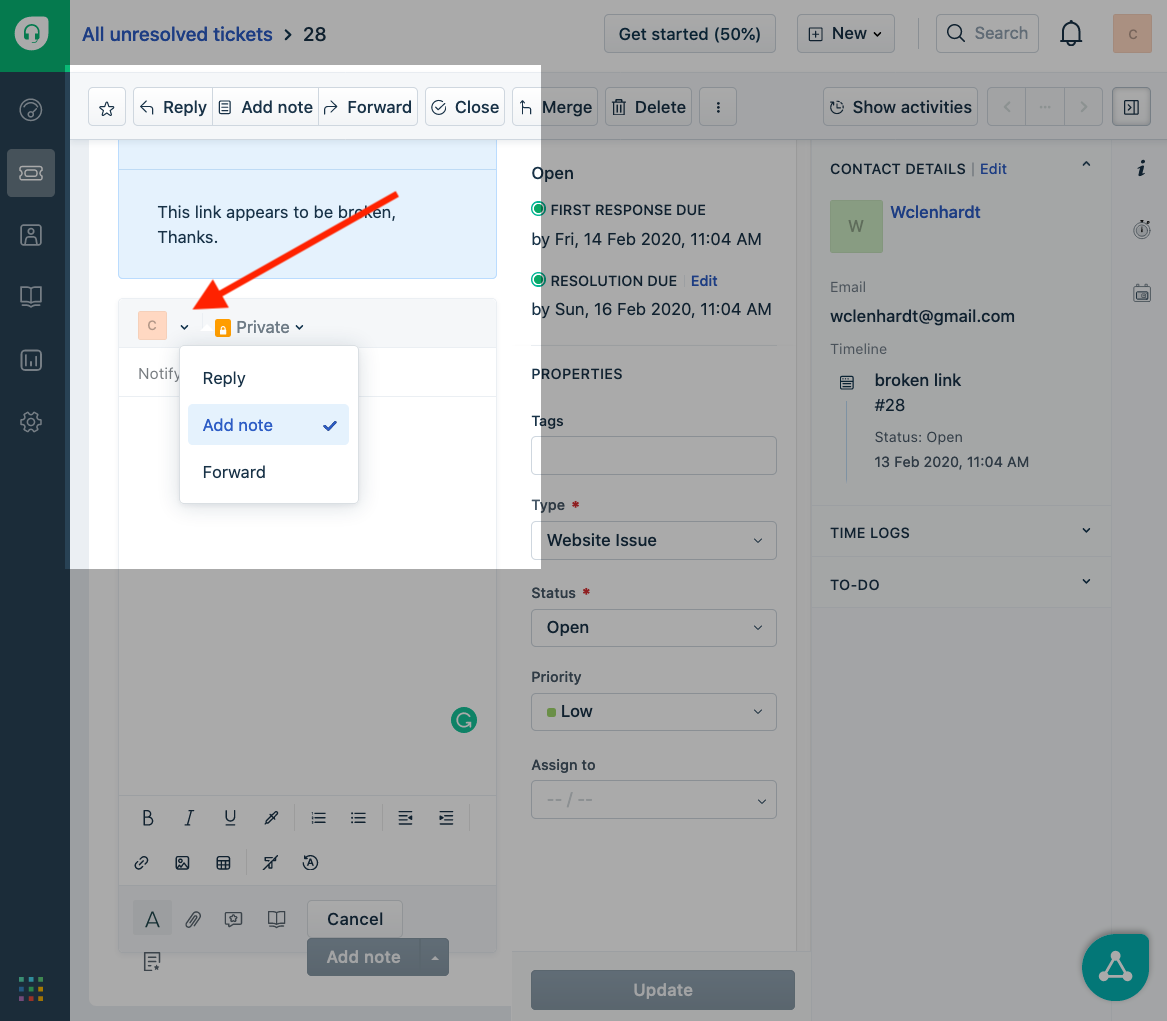 All unresolved tickets > 28
Get started (50%)
New
Search
C
Reply
Add note
Forward
Close
Merge
Delete
Show activities
This link appears to be broken,
Thanks.
C
Private
Notify
Reply
Add note
Forward
Cancel
Add note
Open
FIRST RESPONSE DUE
by Fri, 14 Feb 2020, 11:04 AM
RESOLUTION DUE Edit
by Sun, 16 Feb 2020, 11:04 AM
PROPERTIES
Tags
Type *
Website Issue
Status *
Open
Priority
Low
Assign to
-- / --
Update
CONTACT DETAILS | Edit
W
Wclenhardt
Email
wclenhardt@gmail.com
Timeline
broken link
#28
Status: Open
13 Feb 2020, 11:04 AM
TIME LOGS
TO-DO